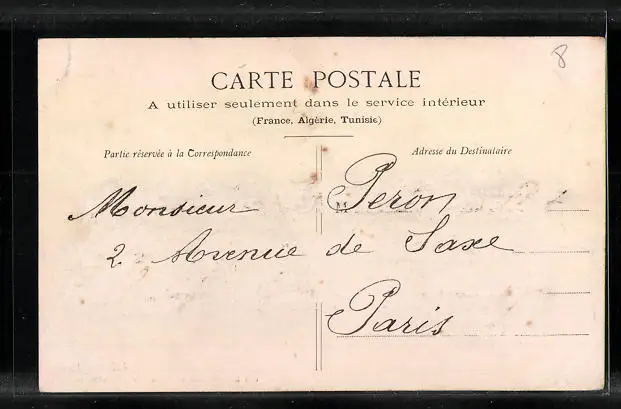 8
CARTE POSTALE
A utiliser seulement dans le service intérieur
(France, Algérie, Tunisie)
Partie réservée à la Correspondance
Adresse du Destinataire
Monsieur M Peron
2 Avenue de Saxe
Paris